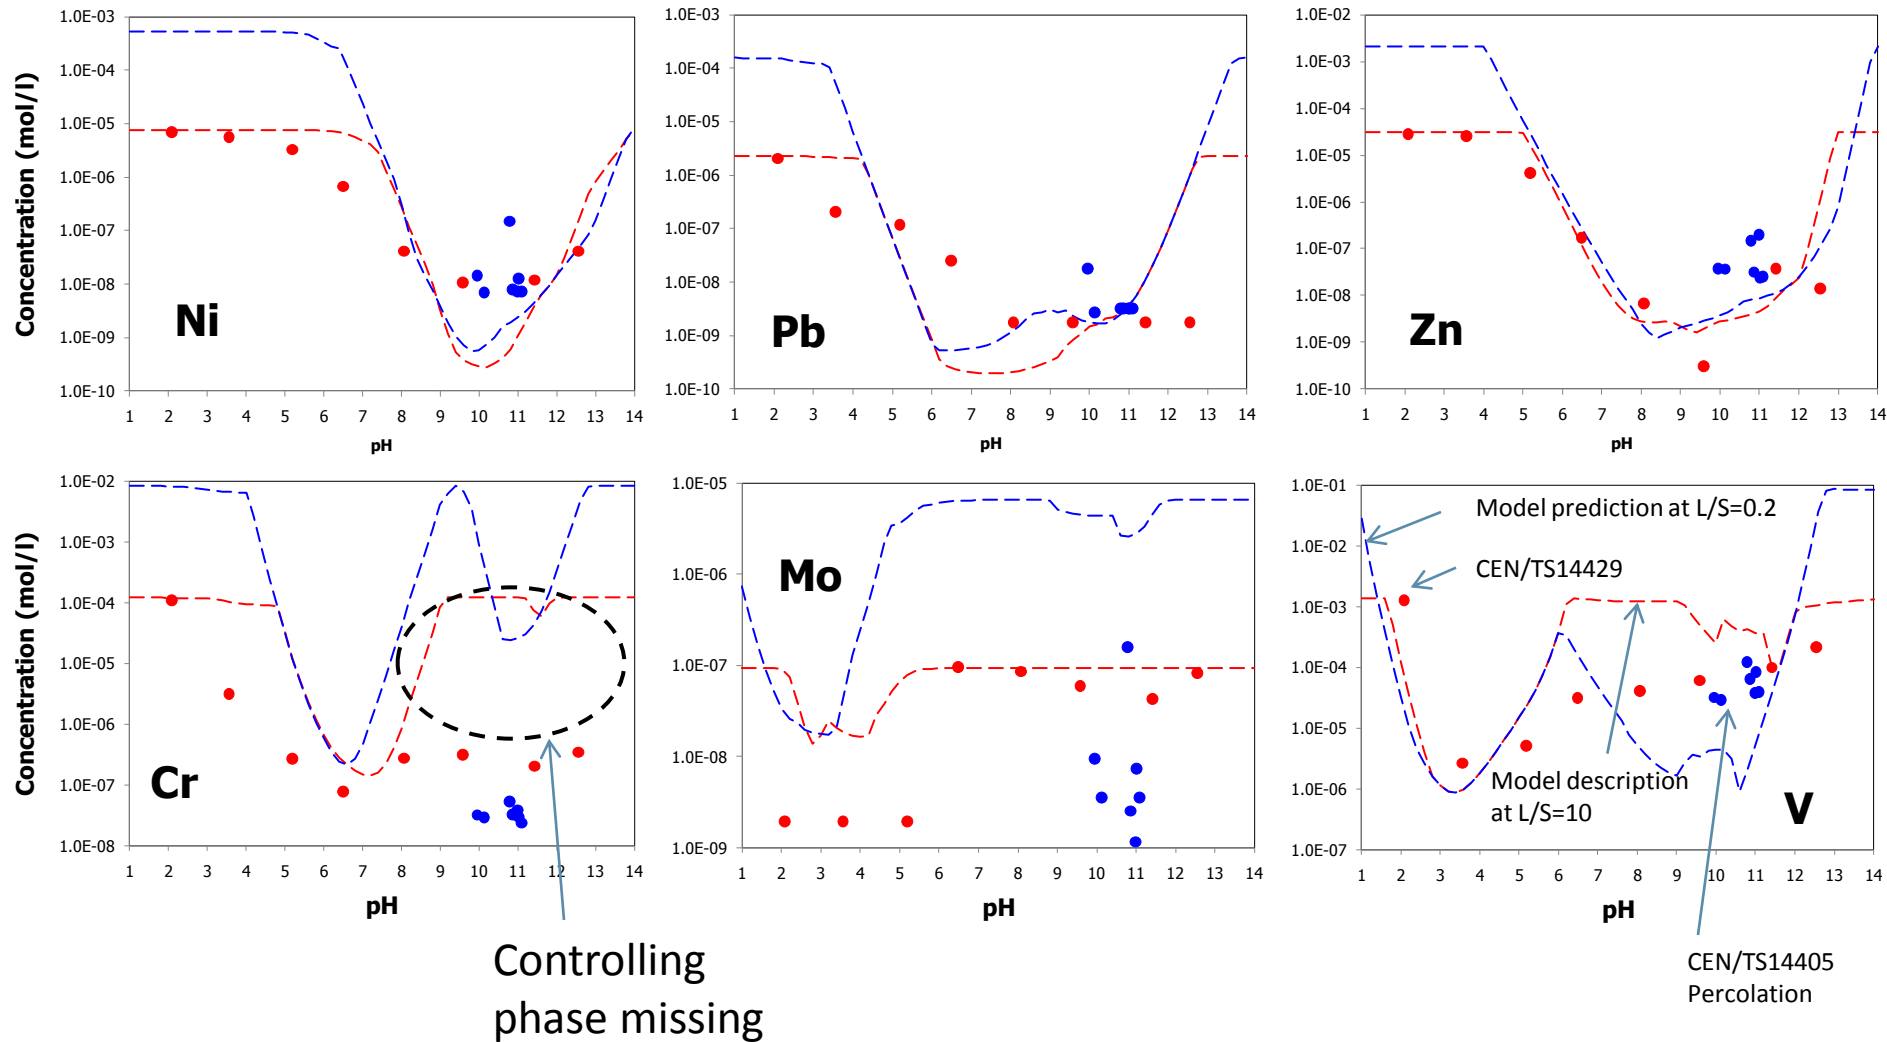 Concentration (mol/l)
1.0E-03
1.0E-04
1.0E-05
1.0E-06
1.0E-07
1.0E-08
1.0E-09
1.0E-10
Ni
1 2 3 4 5 6 7 8 9 10 11 12 13 14
pH
1.0E-03
1.0E-04
1.0E-05
1.0E-06
1.0E-07
1.0E-08
1.0E-09
1.0E-10
Pb
1 2 3 4 5 6 7 8 9 10 11 12 13 14
pH
1.0E-02
1.0E-03
1.0E-04
1.0E-05
1.0E-06
1.0E-07
1.0E-08
1.0E-09
1.0E-10
Zn
1 2 3 4 5 6 7 8 9 10 11 12 13 14
pH
Concentration (mol/l)
1.0E-02
1.0E-03
1.0E-04
1.0E-05
1.0E-06
1.0E-07
1.0E-08
Cr
1 2 3 4 5 6 7 8 9 10 11 12 13 14
pH
Controlling
phase missing
1.0E-05
1.0E-06
1.0E-07
1.0E-08
1.0E-09
Mo
1 2 3 4 5 6 7 8 9 10 11 12 13 14
pH
1.0E-01
1.0E-02
1.0E-03
1.0E-04
1.0E-05
1.0E-06
1.0E-07
Model prediction at L/S=0.2
CEN/TS14429
Model description
at L/S=10
V
1 2 3 4 5 6 7 8 9 10 11 12 13 14
pH
CEN/TS14405
Percolation